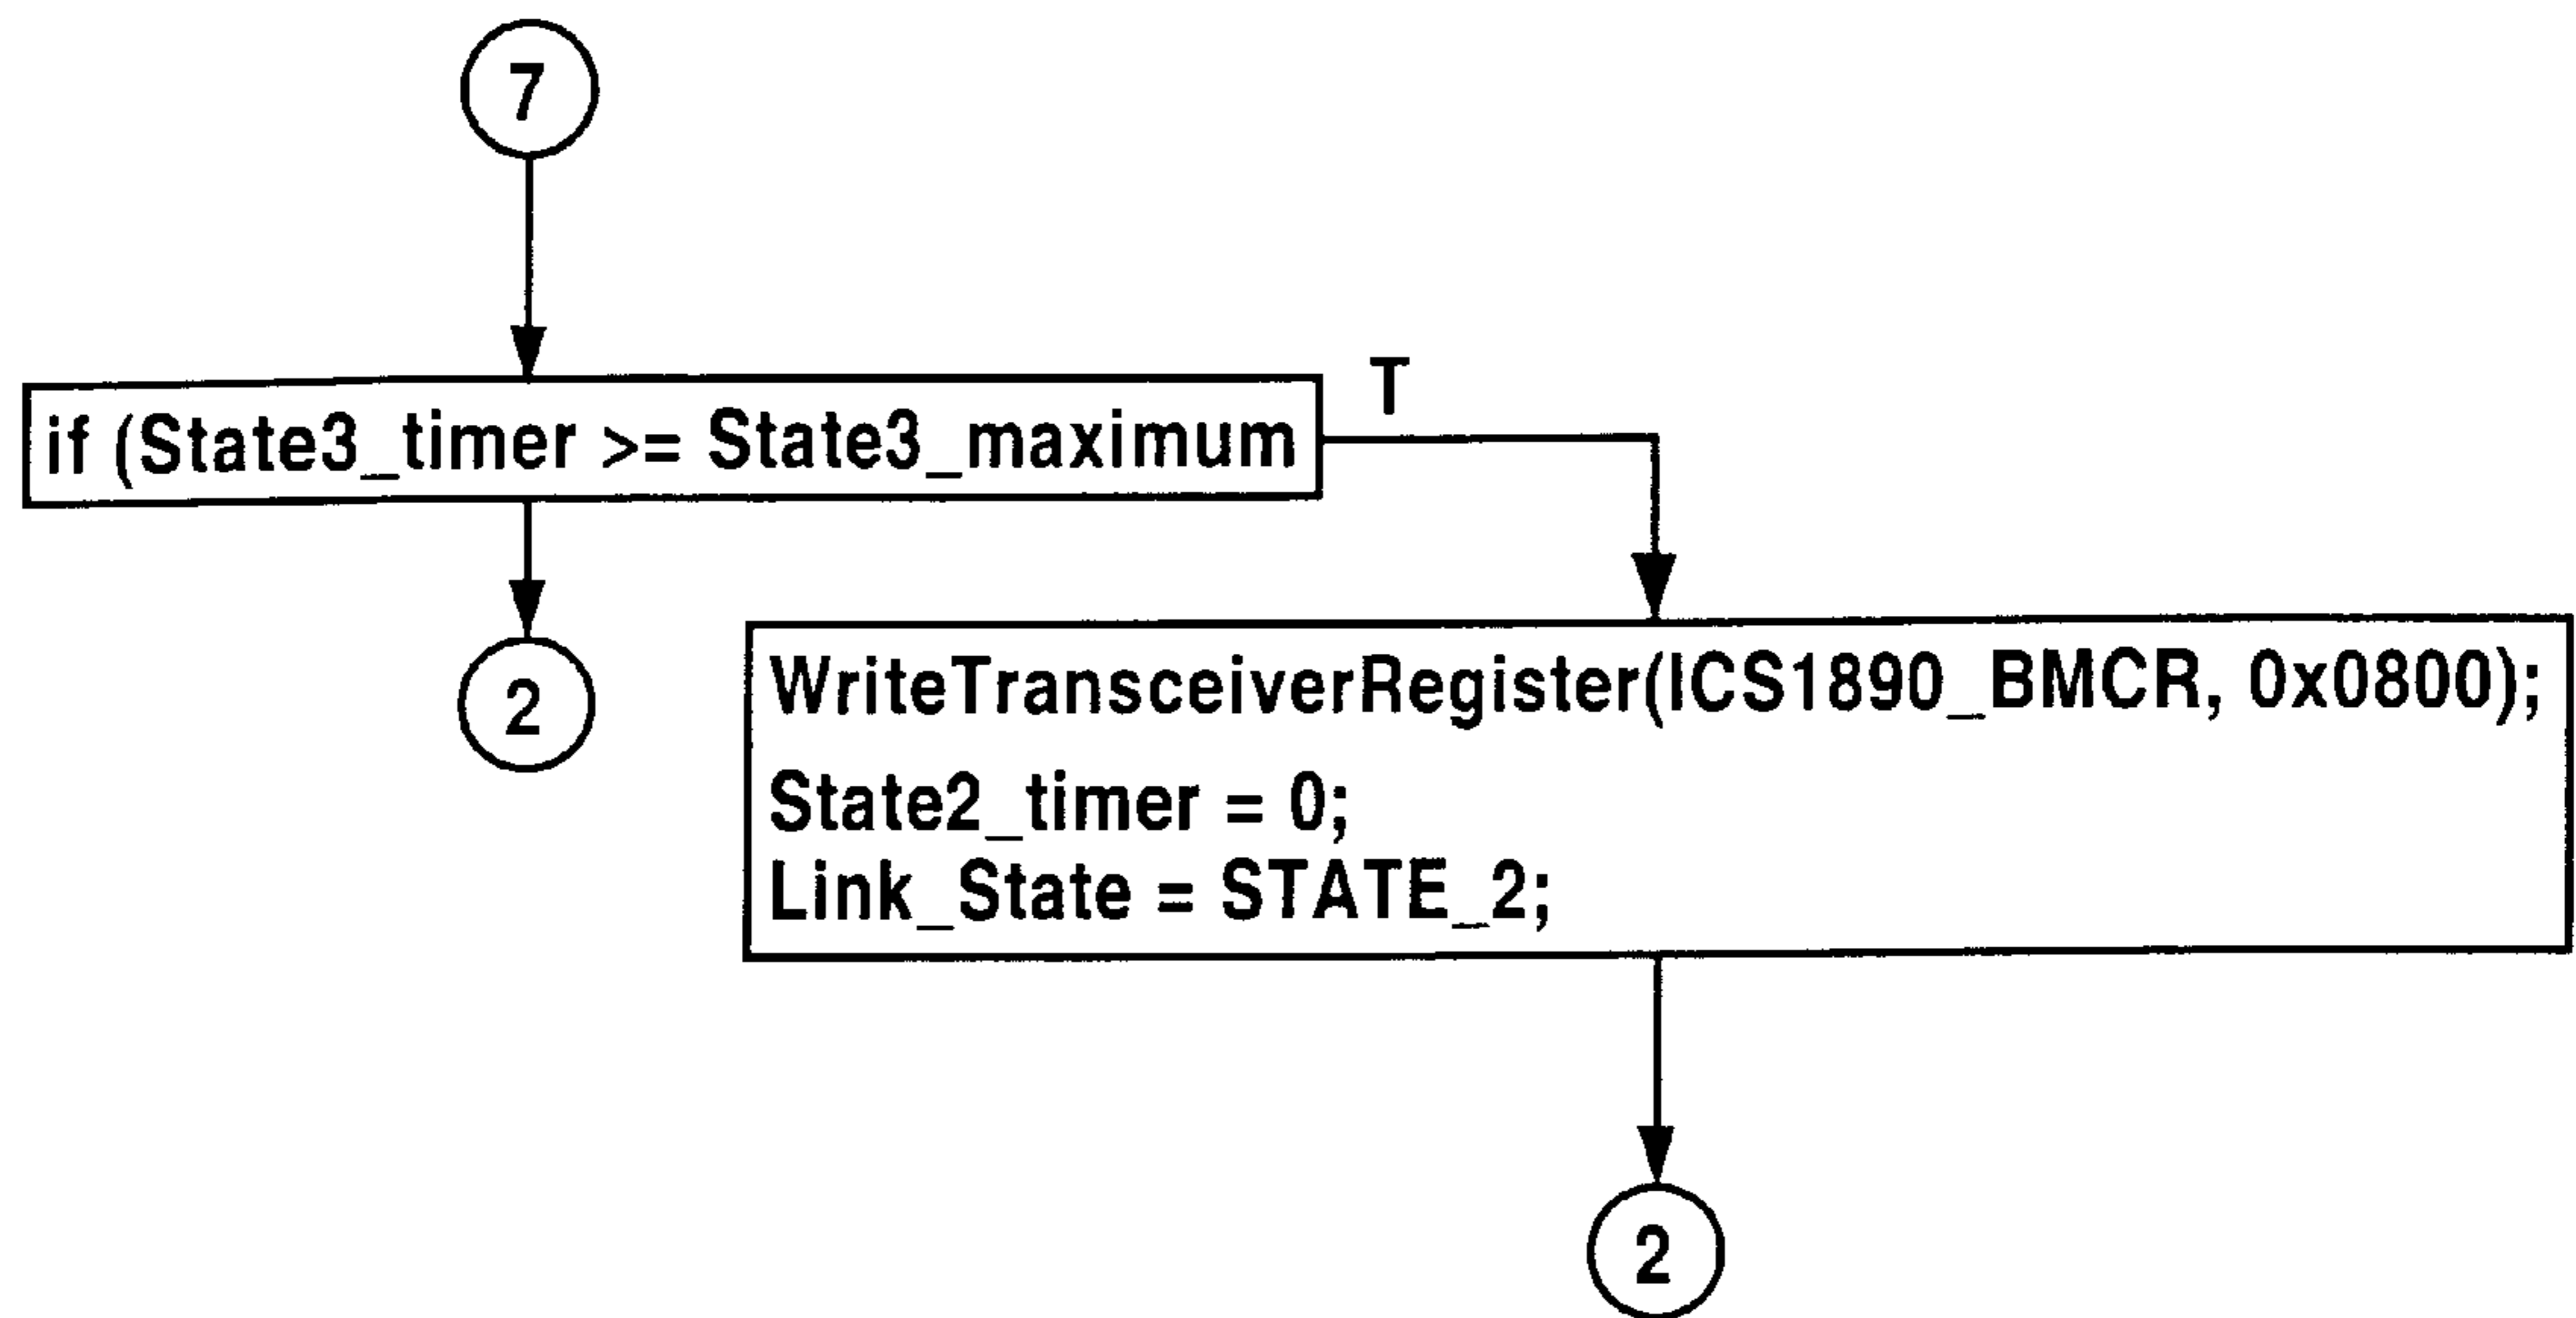 7
if (State3_timer >= State3_maximum
T
2
WriteTransceiverRegister(ICS1890_BMCR, 0x0800);
State2_timer = 0;
Link_State = STATE_2;
2